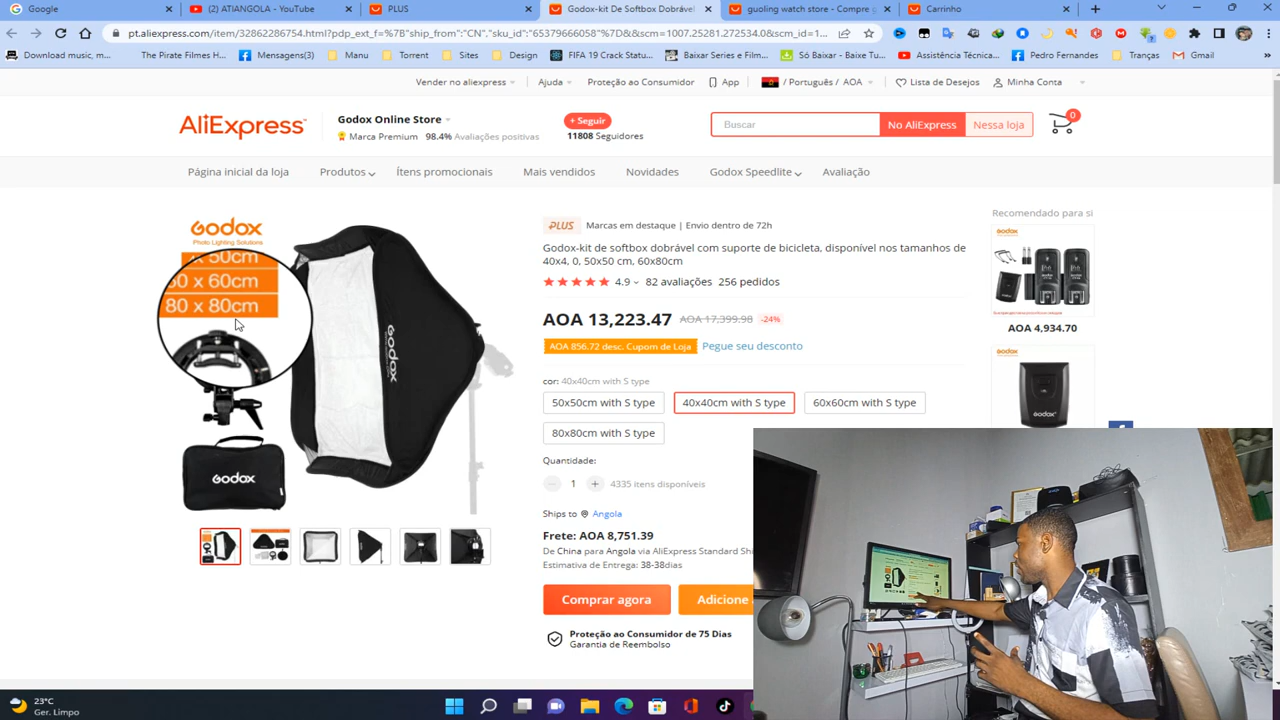 Google
(2) ATIANGOLA - YouTube
PLUS
Godox-kit De Softbox Dobrável
guoling watch store - Compre
Carrinho
pt.aliexpress.com/item/32862286754.html?pdp_ext_f=%7B"ship_from":"CN","sku_id":"65379666058"%7D&&scm=1007.25281.272534.0&scm_id=1...
Download music, m...
The Pirate Filmes H...
Mensagens(3)
Manu
Torrent
Sites
Design
FIFA 19 Crack Statu...
Baixar Series e Film...
Só Baixar - Baixe Tu...
Assistência Técnica...
Pedro Fernandes
Tranças
Gmail
Vender no aliexpress
Ajuda
Proteção ao Consumidor
App
/ Português / AOA
Lista de Desejos
Minha Conta
AliExpress
Godox Online Store
Marca Premium 98.4% Avaliações positivas
+ Seguir
11808 Seguidores
Buscar
No AliExpress
Nessa loja
0
Página inicial da loja
Produtos
Ítens promocionais
Mais vendidos
Novidades
Godox Speedlite
Avaliação
Godox
Photo Lighting Solutions
50cm
x 60cm
80 x 80cm
GODOX
GODOX
PLUS Marcas em destaque | Envio dentro de 72h
Godox-kit de softbox dobrável com suporte de bicicleta, disponível nos tamanhos de
40x4, 0, 50x50 cm, 60x80cm
4.9 82 avaliações 256 pedidos
AOA 13,223.47 AOA 17,399.98 -24%
AOA 856.72 desc. Cupom de Loja Pegue seu desconto
cor: 40x40cm with S type
50x50cm with S type
40x40cm with S type
60x60cm with S type
80x80cm with S type
Quantidade:
1
4335 itens disponíveis
Ships to Angola
Frete: AOA 8,751.39
De China para Angola via AliExpress Standard Shi
Estimativa de Entrega: 38-38dias
Comprar agora
Adicione
Proteção ao Consumidor de 75 Dias
Garantia de Reembolso
Recomendado para si
AOA 4,934.70
23°C
Ger. Limpo